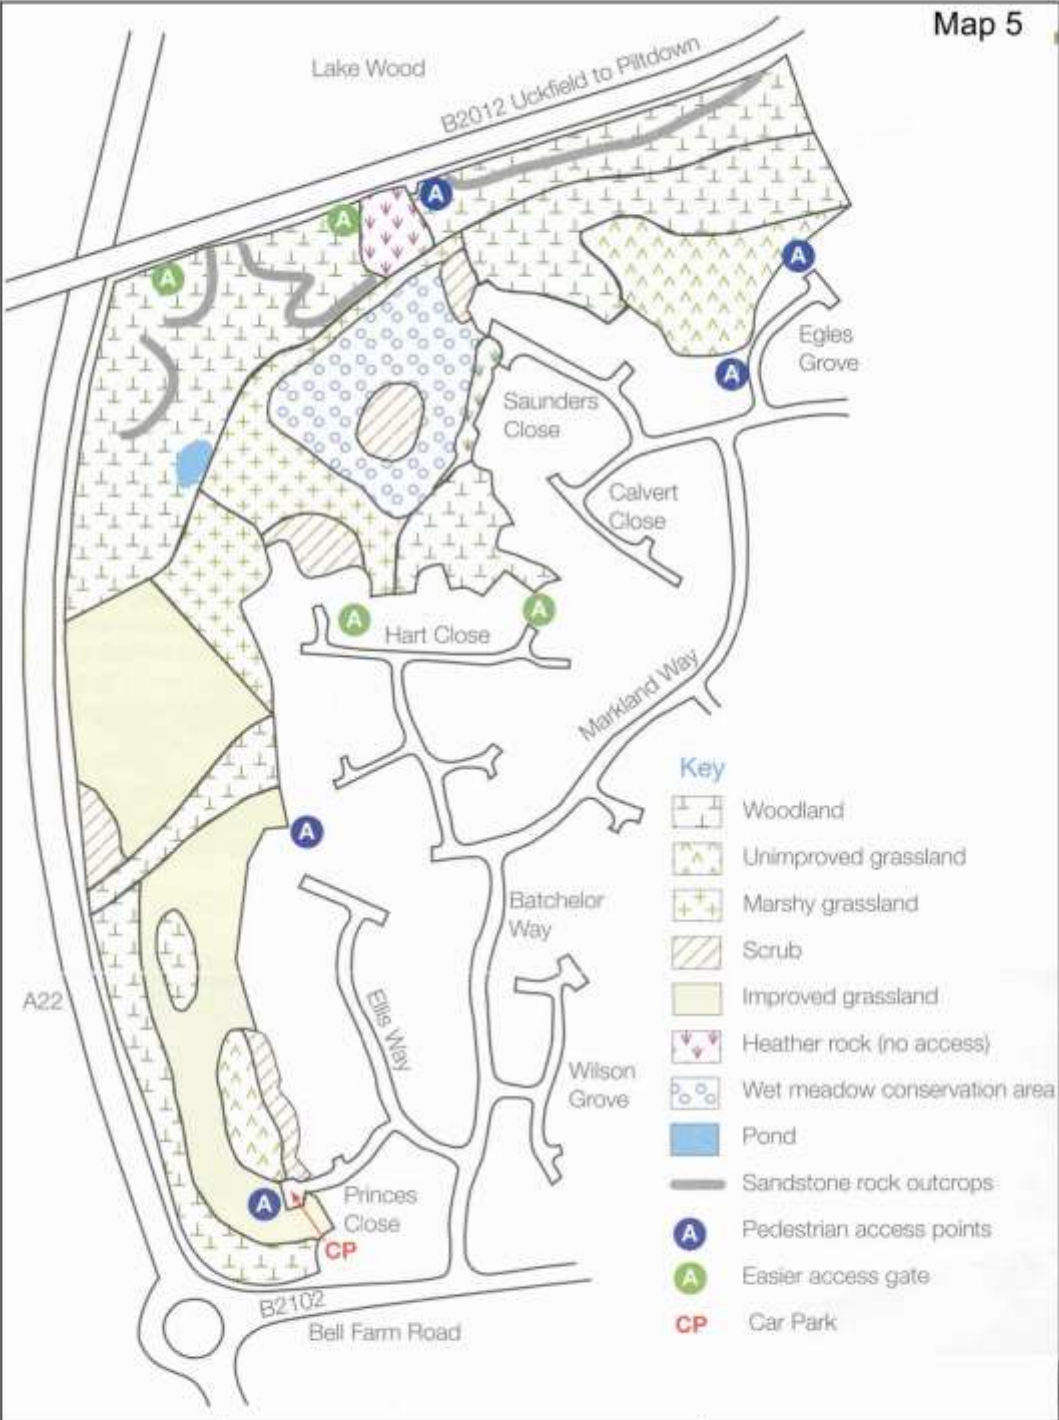 Map 5
Lake Wood
B2012 Uckfield to Piltdown
A
A
A
A
Egles
Grove
A
Saunders
Close
Calvert
Close
A
A
Hart Close
Markland Way
A
Batchelor
Way
A22
Ellis Way
Wilson
Grove
A
Princes
Close
CP
B2102
Bell Farm Road
Key
Woodland
Unimproved grassland
Marshy grassland
Scrub
Improved grassland
Heather rock (no access)
Wet meadow conservation area
Pond
Sandstone rock outcrops
A Pedestrian access points
A Easier access gate
CP Car Park